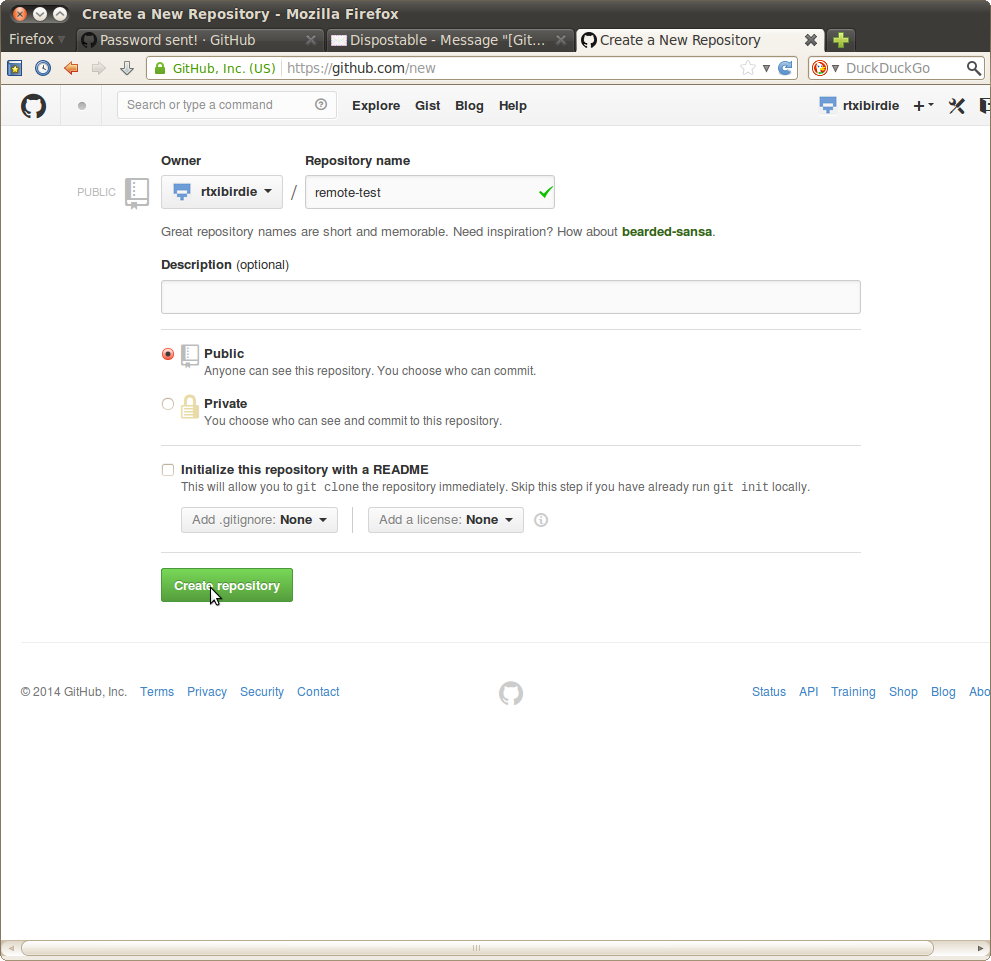 Create a New Repository - Mozilla Firefox
Firefox Password sent! · GitHub Dispostable - Message "[Git... Create a New Repository
GitHub, Inc. (US) https://github.com/new DuckDuckGo
Search or type a command Explore Gist Blog Help rtxibirdie
Owner Repository name
PUBLIC rtxibirdie / remote-test
Great repository names are short and memorable. Need inspiration? How about bearded-sansa.
Description (optional)
Public
Anyone can see this repository. You choose who can commit.
Private
You choose who can see and commit to this repository.
Initialize this repository with a README
This will allow you to git clone the repository immediately. Skip this step if you have already run git init locally.
Add .gitignore: None Add a license: None
Create repository
© 2014 GitHub, Inc. Terms Privacy Security Contact Status API Training Shop Blog Abo